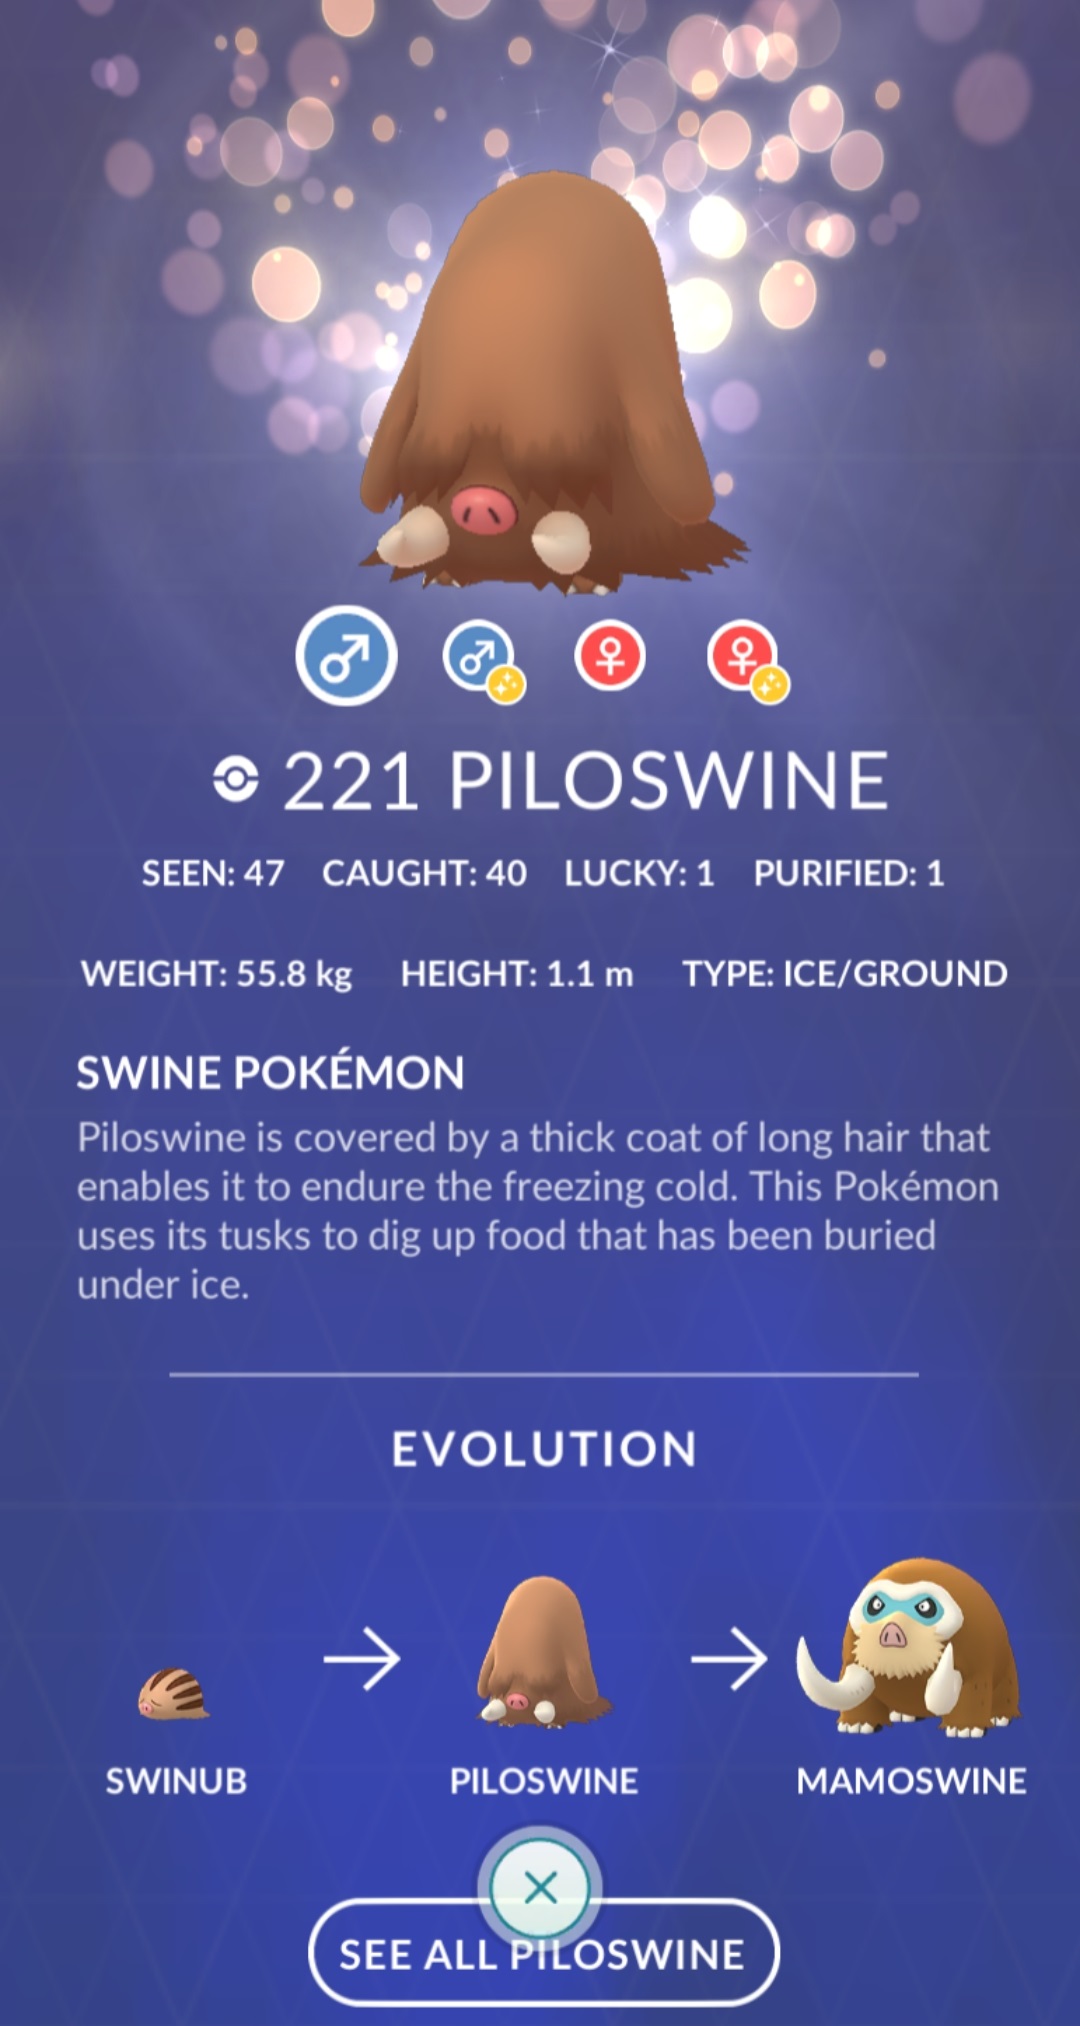 221 PILOSWINE
SEEN: 47 CAUGHT: 40 LUCKY: 1 PURIFIED: 1
WEIGHT: 55.8 kg HEIGHT: 1.1 m TYPE: ICE/GROUND
SWINE POKÉMON
Piloswine is covered by a thick coat of long hair that
enables it to endure the freezing cold. This Pokémon
uses its tusks to dig up food that has been buried
under ice.
EVOLUTION
SWINUB PILOSWINE MAMOSWINE
SEE ALL PILOSWINE